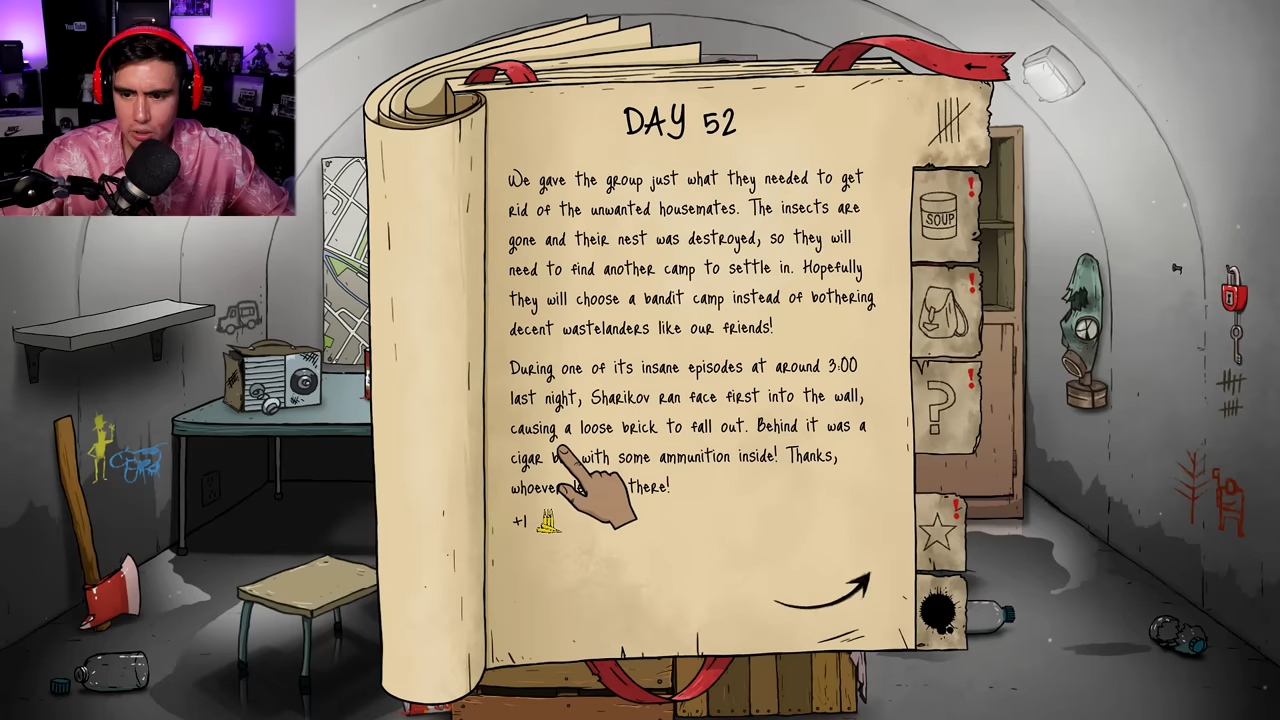 DAY 52
We gave the group just what they needed to get
rid of the unwanted housemates. The insects are
gone and their nest was destroyed, so they will
need to find another camp to settle in. Hopefully
they will choose a bandit camp instead of bothering
decent wastelanders like our friends!
During one of its insane episodes at around 3:00
last night, Sharikov ran face first into the wall,
causing a loose brick to fall out. Behind it was a
cigar with some ammunition inside! Thanks,
whoever there!
+1
SOUP
!
!
?!
!
YouTube